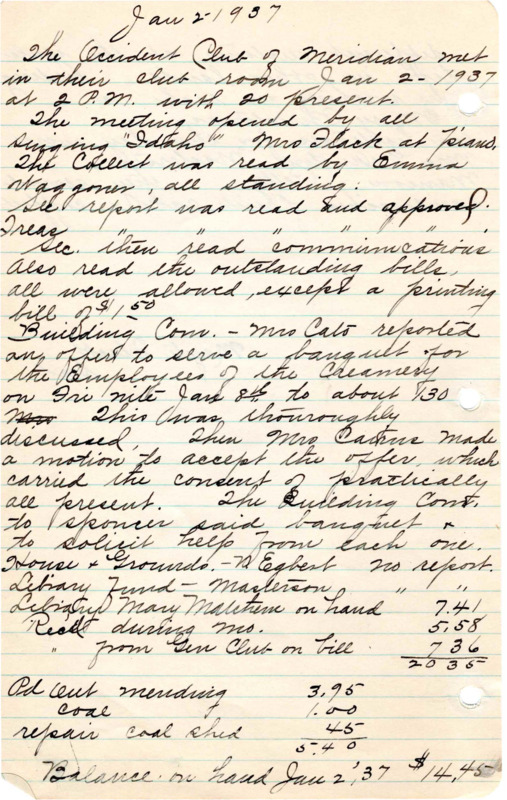 Jan 2-1937
The Occident Club of Meridian met
in their club room Jan 2- 1937
at 2 P.M. with 20 present.
The meeting opened by all
singing "Idaho" Mrs Flack at piano.
The Collect was read by Emma
Waggoner, all standing.
Sec report was read and approved.
Treas " " " " "
Sec. then read communications
Also read the outstanding bills,
all were allowed, except a printing
bill of $1.50
Building Com. - Mrs Cato reported
an offer to serve a banquet for
the Employees of the Creamery
on Fri nite Jan 8th to about 130
Mrs This was thouroughly
discussed, Then Mrs Cairns made
a motion to accept the offer, which
carried the consent of practically
all present. The Building Com.
to sponcer said banquet &
to solicit help from each one.
House & Grounds. - Egbert no report.
Library Fund - Masterson " "
Library Mary on hand 7.41
Recd during mo. 5.58
" from Gen Club on bill. 7 36
20 35
Pd out mending 3.95
coal 1.00
repair coal shed 45
5.40
Balance on hand Jan 2, '37 $14.45